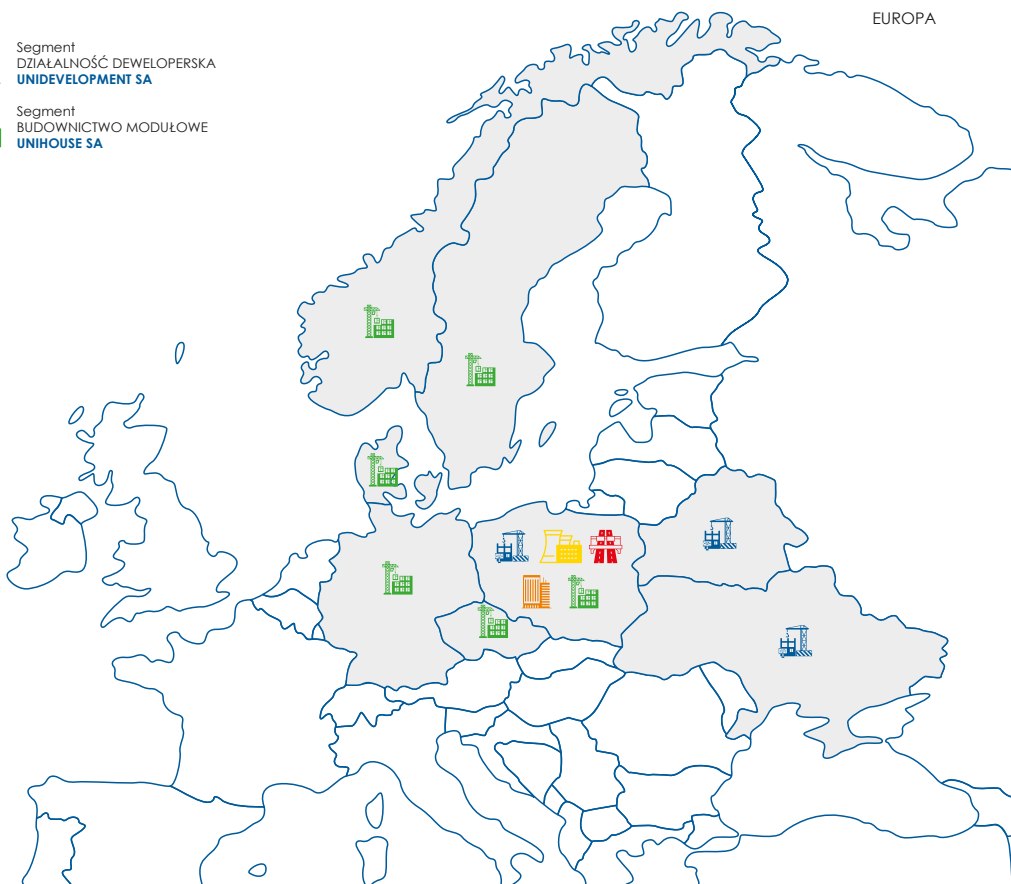 EUROPA
Segment
DZIAŁALNOŚĆ DEWELOPERSKA
UNIDEVELOPMENT SA
Segment
BUDOWNICTWO MODUŁOWE
UNIHOUSE SA